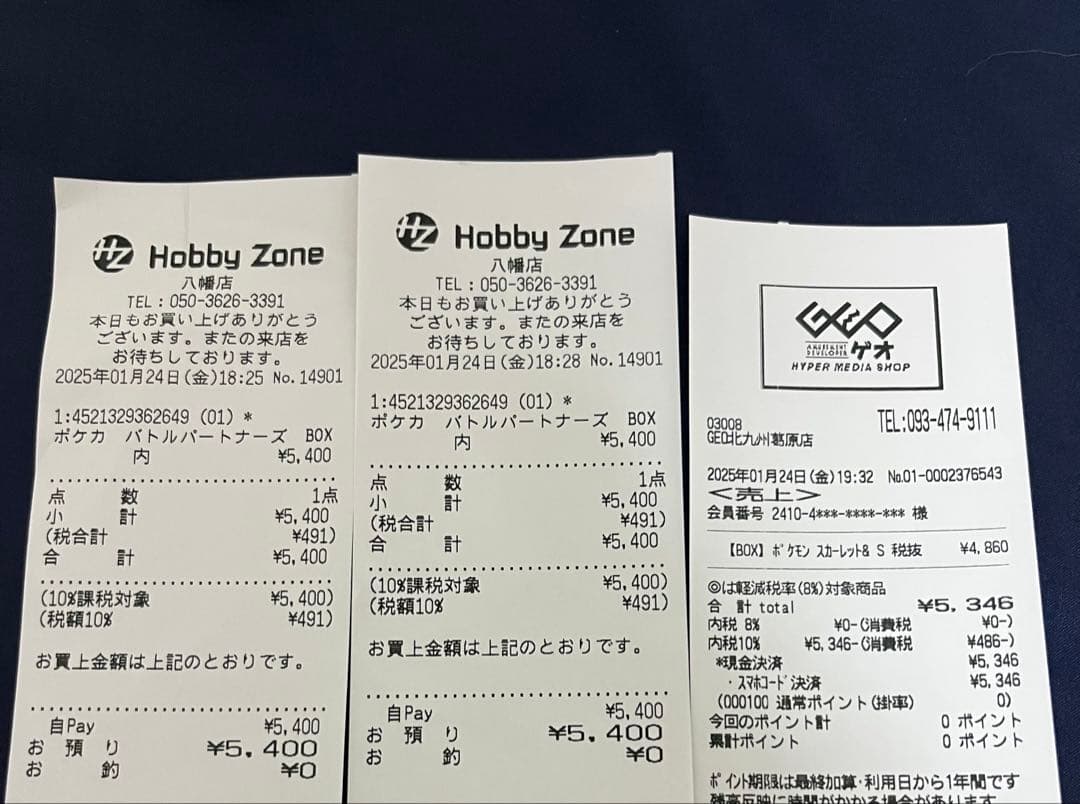 HZ Hobby Zone
八幡店
TEL:050-3626-3391
本日もお買い上げありがとう
ございます。またの来店を
お待ちしております。
2025年01月24日(金)18:25 No.14901
1:4521329362649 (01) *
ポケカ バトルパートナーズ BOX
内 ¥5,400
点 数 1点
小 計 ¥5,400
(税合計 ¥491)
合 計 ¥5,400
(10%課税対象 ¥5,400)
(税額10% ¥491)
お買上金額は上記のとおりです。
自Pay ¥5,400
お 預 り ¥5,400
お 釣 ¥0
HZ Hobby Zone
八幡店
TEL:050-3626-3391
本日もお買い上げありがとう
ございます。またの来店を
お待ちしております。
2025年01月24日(金)18:28 No.14901
1:4521329362649 (01) *
ポケカ バトルパートナーズ BOX
内 ¥5,400
点 数 1点
小 計 ¥5,400
(税合計 ¥491)
合 計 ¥5,400
(10%課税対象 ¥5,400)
(税額10% ¥491)
お買上金額は上記のとおりです。
自Pay ¥5,400
お 預 り ¥5,400
お 釣 ¥0
GEO
AMUSEMENT
DEVELOPER ゲオ
HYPER MEDIA SHOP
03008 TEL:093-474-9111
GEO北九州葛原店
2025年01月24日(金)19:32 No.01-0002376543
<売上>
会員番号 2410-4***-****-*** 様
【BOX】ポケモン スカーレット& S 税抜 ¥4,860
◎は軽減税率(8%)対象商品
合 計 total ¥5,346
内税 8% ¥0-(消費税 ¥0-)
内税10% ¥5,346-(消費税 ¥486-)
*現金決済 ¥5,346
・スマホコード決済 ¥5,346
(000100 通常ポイント(掛率) 0)
今回のポイント計 0 ポイント
累計ポイント 0 ポイント
ポイント期限は最終加算・利用日から1年間です
残高反映に時間がかかる場合があります